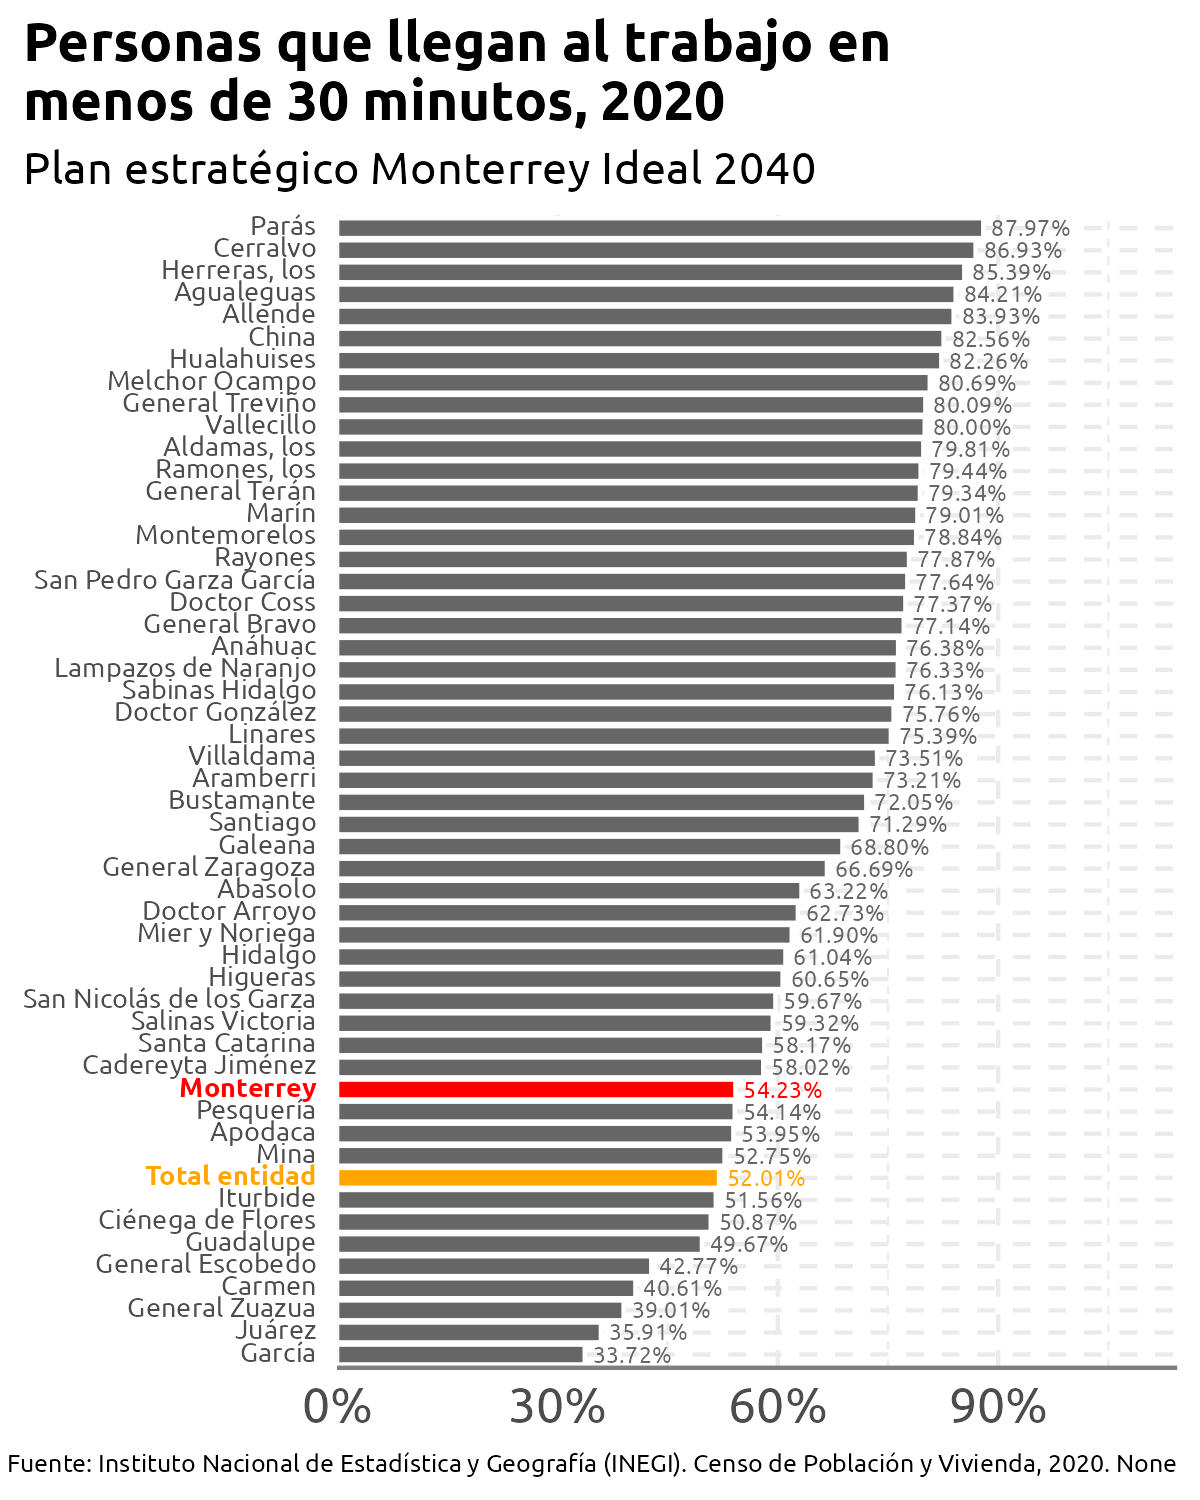 Personas que llegan al trabajo en
menos de 30 minutos, 2020
Plan estratégico Monterrey Ideal 2040
Parás 87.97%
Cerralvo 86.93%
Herreras, los 85.39%
Agualeguas 84.21%
Allende 83.93%
China 82.56%
Hualahuises 82.26%
Melchor Ocampo 80.69%
General Treviño 80.09%
Vallecillo 80.00%
Aldamas, los 79.81%
Ramones, los 79.44%
General Terán 79.34%
Marín 79.01%
Montemorelos 78.84%
Rayones 77.87%
San Pedro Garza García 77.64%
Doctor Coss 77.37%
General Bravo 77.14%
Anáhuac 76.38%
Lampazos de Naranjo 76.33%
Sabinas Hidalgo 76.13%
Doctor González 75.76%
Linares 75.39%
Villaldama 73.51%
Aramberri 73.21%
Bustamante 72.05%
Santiago 71.29%
Galeana 68.80%
General Zaragoza 66.69%
Abasolo 63.22%
Doctor Arroyo 62.73%
Mier y Noriega 61.90%
Hidalgo 61.04%
Higueras 60.65%
San Nicolás de los Garza 59.67%
Salinas Victoria 59.32%
Santa Catarina 58.17%
Cadereyta Jiménez 58.02%
Monterrey 54.23%
Pesquería 54.14%
Apodaca 53.95%
Mina 52.75%
Total entidad 52.01%
Iturbide 51.56%
Ciénega de Flores 50.87%
Guadalupe 49.67%
General Escobedo 42.77%
Carmen 40.61%
General Zuazua 39.01%
Juárez 35.91%
García 33.72%
0% 30% 60% 90%
Fuente: Instituto Nacional de Estadística y Geografía (INEGI). Censo de Población y Vivienda, 2020. None